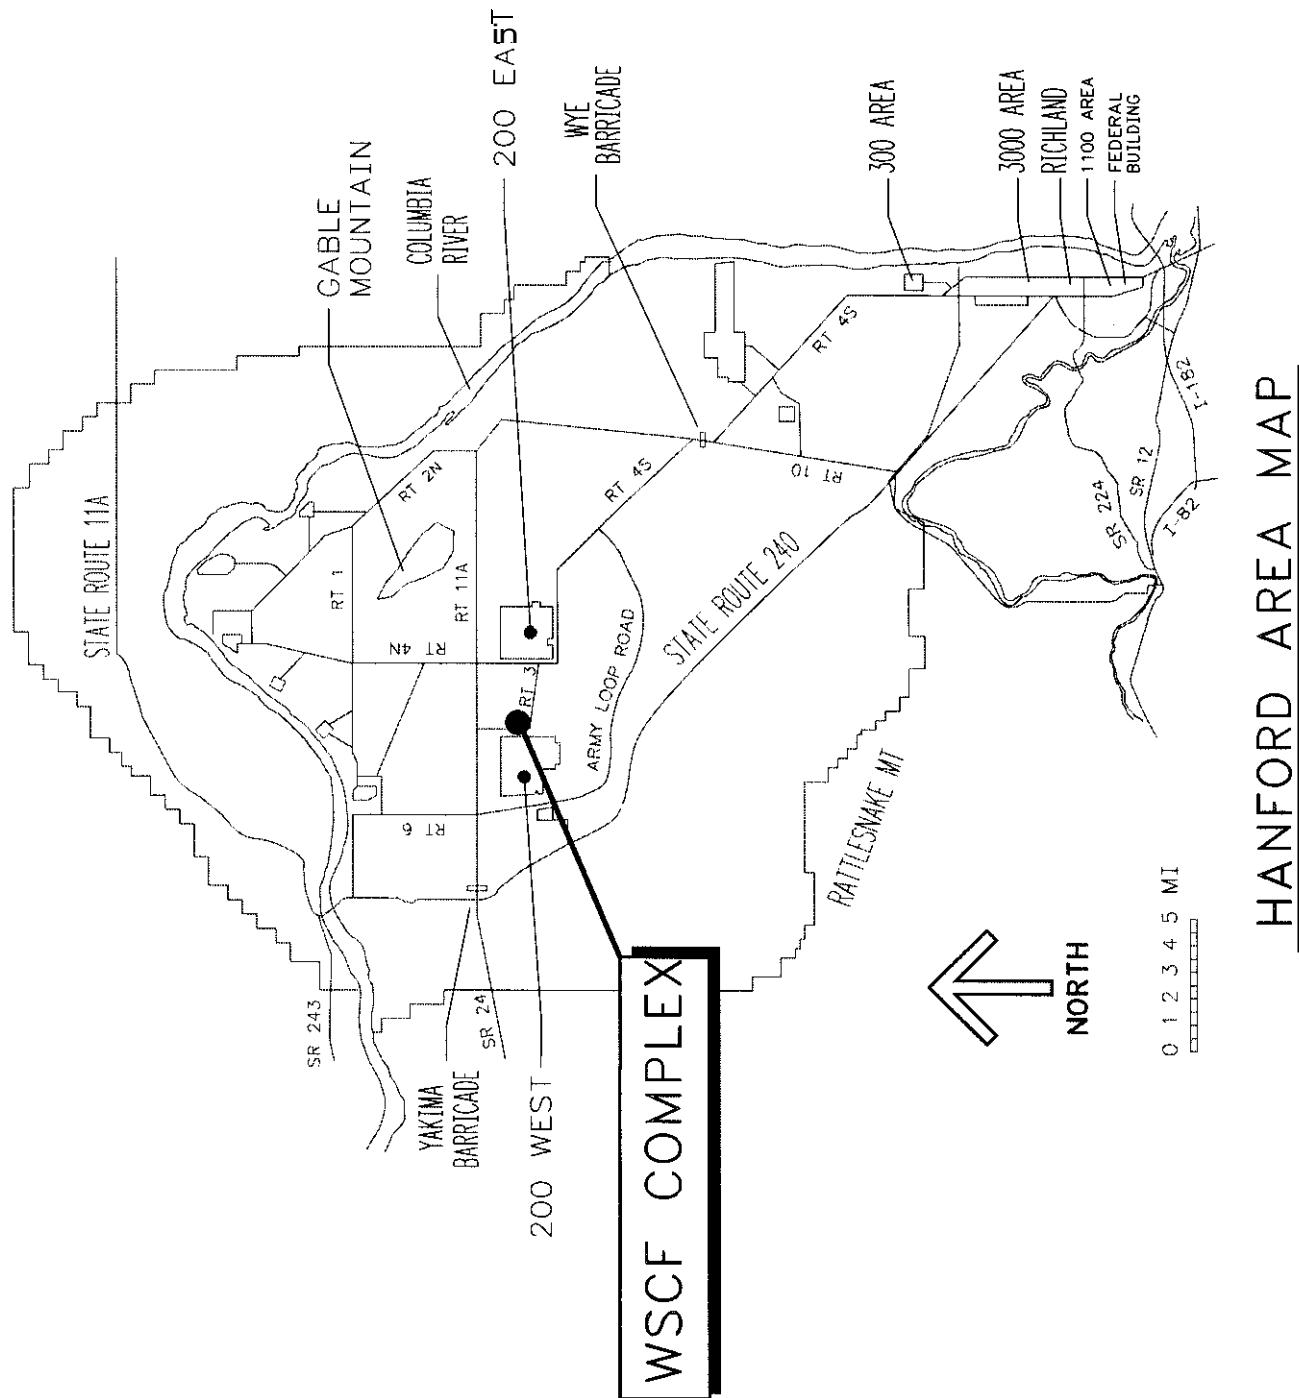 STATE ROUTE 11A
GABLE
MOUNTAIN
COLUMBIA
RIVER
200 EAST
WYE
BARRICADE
300 AREA
3000 AREA
RICHLAND
1100 AREA
FEDERAL
BUILDING
RT 2N
RT 1
RT 11A
RT 4N
RT 3
RT 6
RT 4S
RT 4S
RT 10
ARMY LOOP ROAD
STATE ROUTE 240
RATTLESNAKE MT
SR 224
SR 12
I-182
I-82
SR 243
YAKIMA
BARRICADE
SR 24
200 WEST
WSCF COMPLEX
NORTH
0 1 2 3 4 5 MI
HANFORD AREA MAP